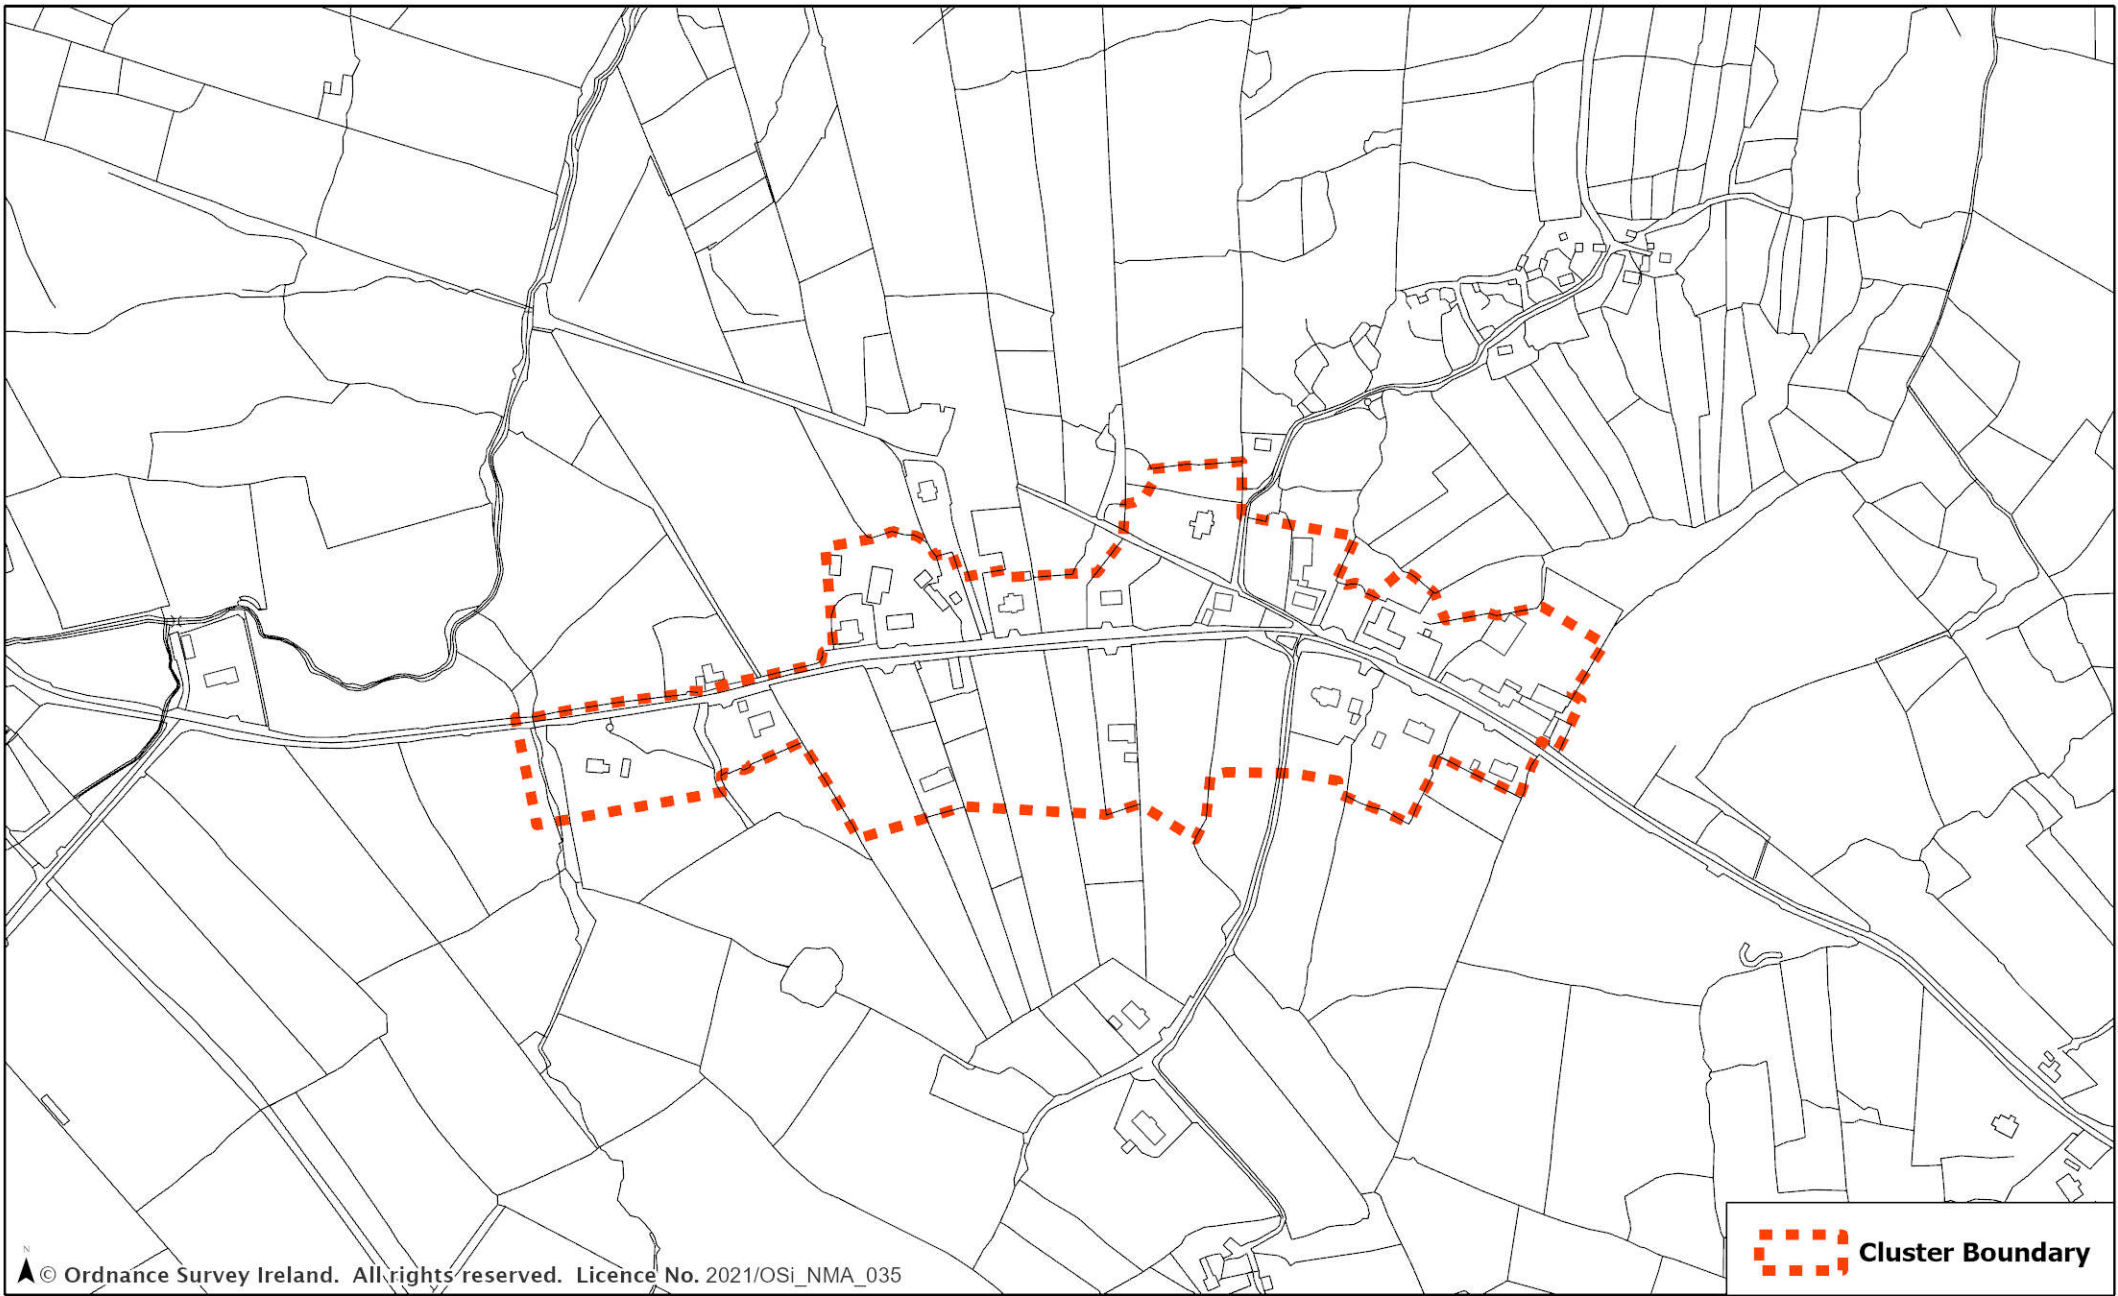 N
© Ordnance Survey Ireland. All rights reserved. Licence No. 2021/OSi_NMA_035
Cluster Boundary